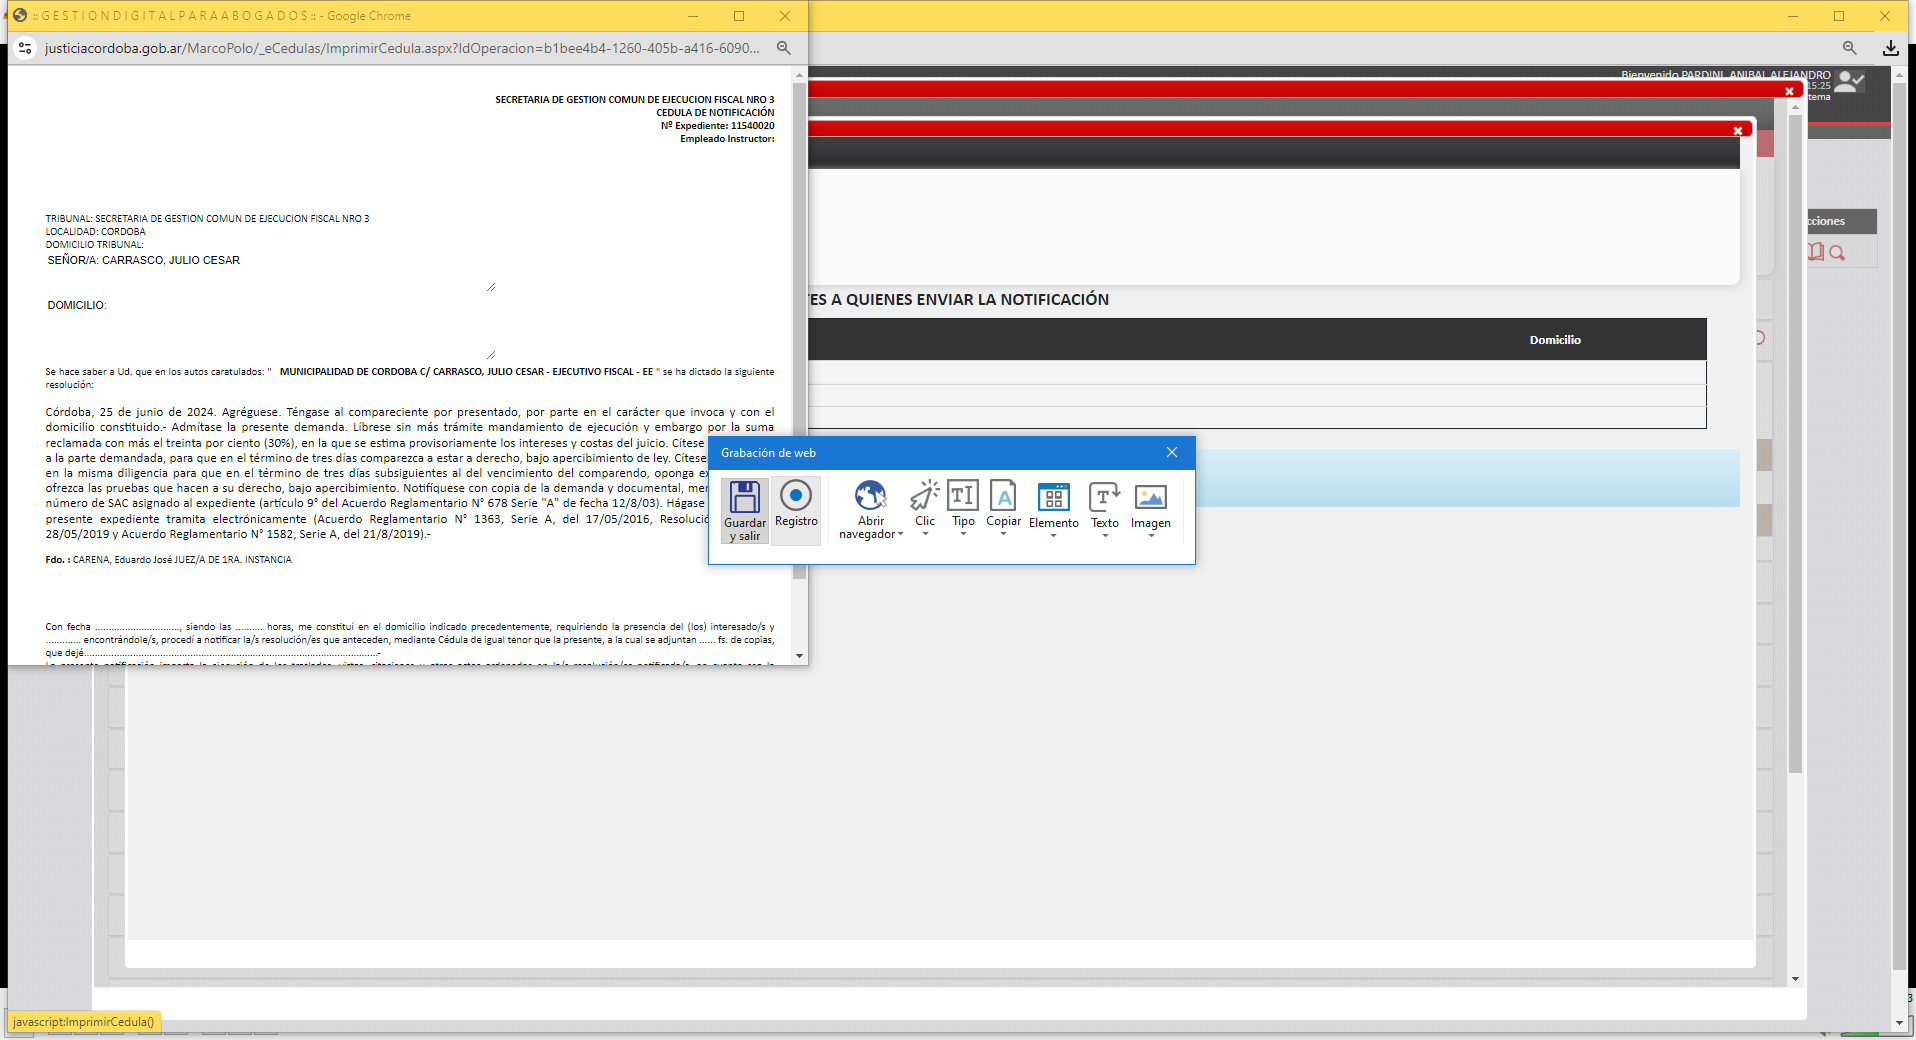 :: G E S T I O N D I G I T A L P A R A A B O G A D O S :: - Google Chrome
justiciacordoba.gob.ar/MarcoPolo/_eCedulas/ImprimirCedula.aspx?IdOperacion=b1bee4b4-1260-405b-a416-6090...
Bienvenido PARDINI, ANIBAL ALEJANDRO
15:25
tema
SECRETARIA DE GESTION COMUN DE EJECUCION FISCAL NRO 3
CEDULA DE NOTIFICACIÓN
Nº Expediente: 11540020
Empleado Instructor:
TRIBUNAL: SECRETARIA DE GESTION COMUN DE EJECUCION FISCAL NRO 3
LOCALIDAD: CORDOBA
DOMICILIO TRIBUNAL:
SEÑOR/A: CARRASCO, JULIO CESAR
DOMICILIO:
Se hace saber a Ud. que en los autos caratulados: " MUNICIPALIDAD DE CORDOBA C/ CARRASCO, JULIO CESAR - EJECUTIVO FISCAL - EE " se ha dictado la siguiente
resolución:
Córdoba, 25 de junio de 2024. Agréguese. Téngase al compareciente por presentado, por parte en el carácter que invoca y con el
domicilio constituido.- Admítase la presente demanda. Líbrese sin más trámite mandamiento de ejecución y embargo por la suma
reclamada con más el treinta por ciento (30%), en la que se estima provisoriamente los intereses y costas del juicio. Cítese
a la parte demandada, para que en el término de tres días comparezca a estar a derecho, bajo apercibimiento de ley. Cítese
en la misma diligencia para que en el término de tres días subsiguientes al del vencimiento del comparendo, oponga
ofrezca las pruebas que hacen a su derecho, bajo apercibimiento. Notifíquese con copia de la demanda y documental,
número de SAC asignado al expediente (artículo 9° del Acuerdo Reglamentario N° 678 Serie "A" de fecha 12/8/03). Hágase
presente expediente tramita electrónicamente (Acuerdo Reglamentario N° 1363, Serie A, del 17/05/2016,
28/05/2019 y Acuerdo Reglamentario N° 1582, Serie A, del 21/8/2019).-
Fdo. : CARENA, Eduardo José JUEZ/A DE 1RA. INSTANCIA
Con fecha ..............................., siendo las .......... horas, me constituí en el domicilio indicado precedentemente, requiriendo la presencia del (los) interesado/s y
............. encontrándole/s, procedí a notificar la/s resolución/es que anteceden, mediante Cédula de igual tenor que la presente, a la cual se adjuntan ...... fs. de copias,
que dejé............................................................................................................-
cciones
TES A QUIENES ENVIAR LA NOTIFICACIÓN
Domicilio
Grabación de web
Guardar y salir
Registro
Abrir navegador
Clic
Tipo
Copiar
Elemento
Texto
Imagen
javascript:ImprimirCedula()
3